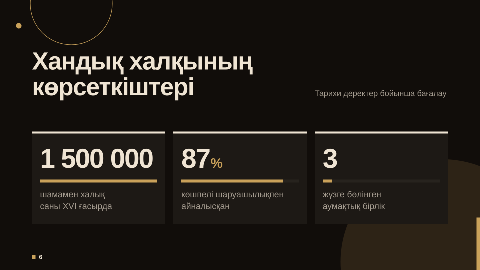 Хандық халқының
көрсеткіштері
Тарихи деректер бойынша бағалау
1 500 000
шамамен халық
саны XVI ғасырда
87%
көшпелі шаруашылықпен
айналысқан
3
жүзге бөлінген
аумақтық бірлік
6